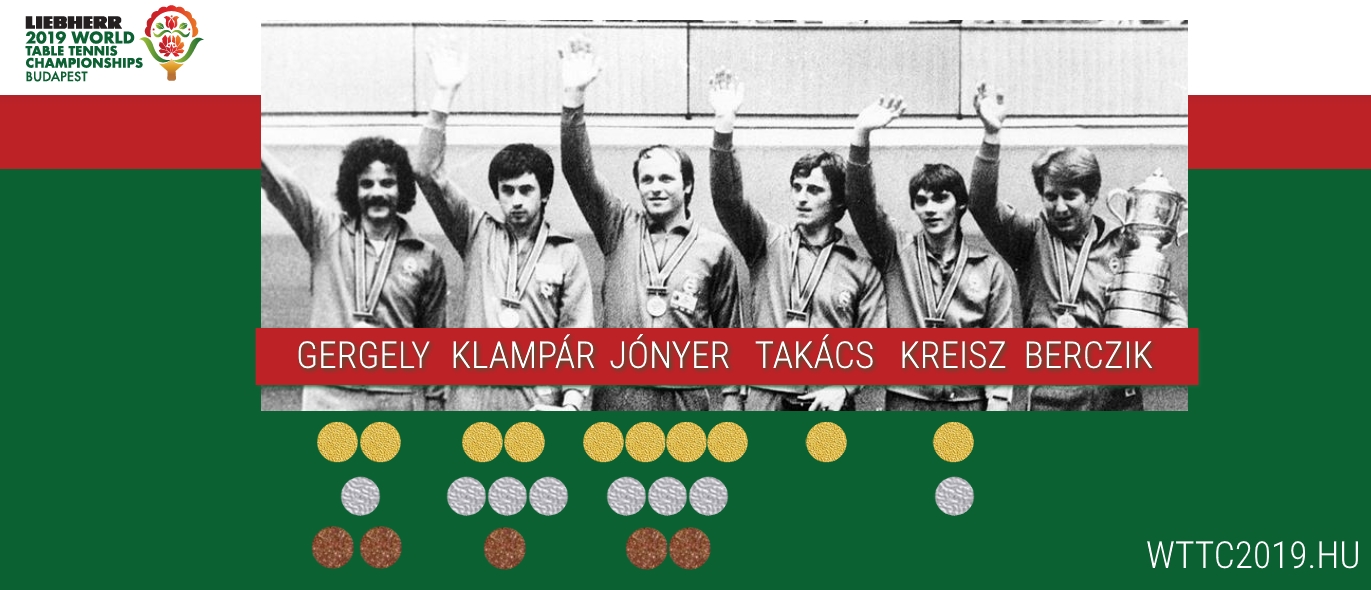 LIEBHERR
2019 WORLD
TABLE TENNIS
CHAMPIONSHIPS
BUDAPEST
GERGELY KLAMPÁR JÓNYER TAKÁCS KREISZ BERCZIK
WTTC2019.HU